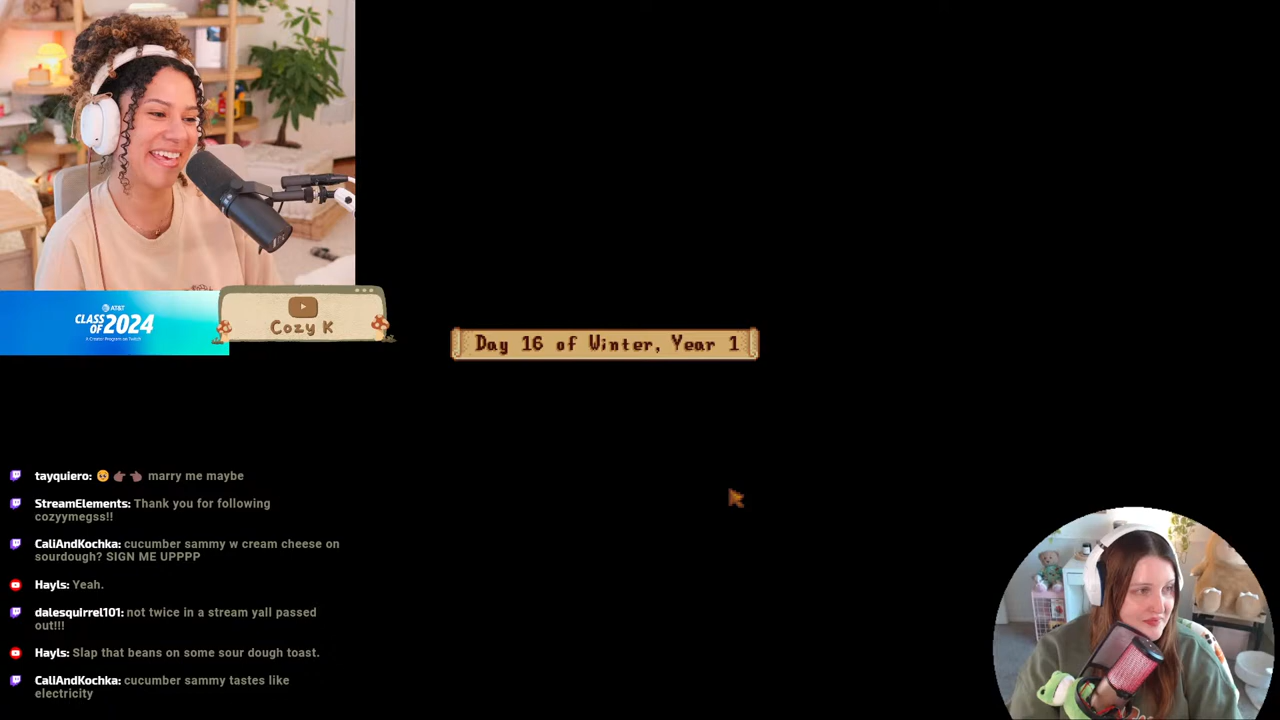 AT&T
CLASS
OF 2024
A Creator Program on Twitch
Cozy K
Day 16 of Winter, Year 1
tayquiero: 🥺 👉🏾 👈🏾 marry me maybe
StreamElements: Thank you for following
cozyymegss!!
CaliAndKochka: cucumber sammy w cream cheese on
sourdough? SIGN ME UPPPP
Hayls: Yeah.
dalesquirrel101: not twice in a stream yall passed
out!!!
Hayls: Slap that beans on some sour dough toast.
CaliAndKochka: cucumber sammy tastes like
electricity